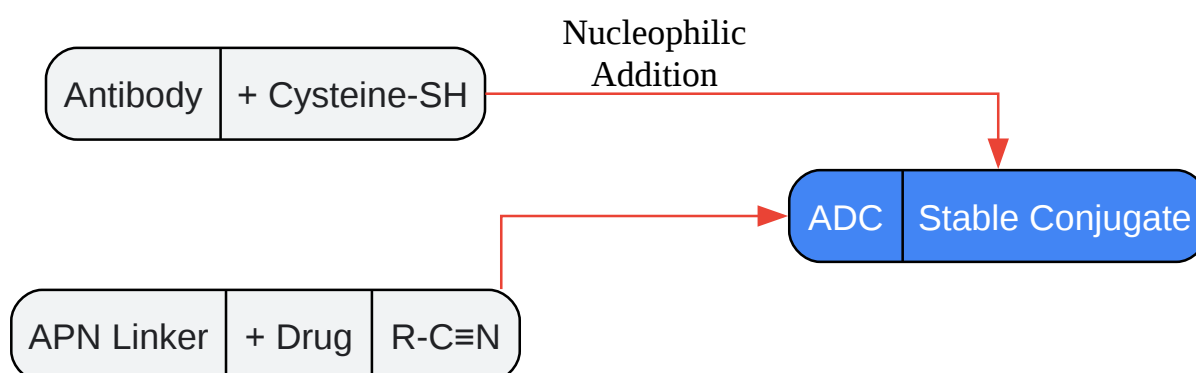 Nucleophilic
Addition
Antibody + Cysteine-SH
ADC Stable Conjugate
APN Linker + Drug R-C≡N